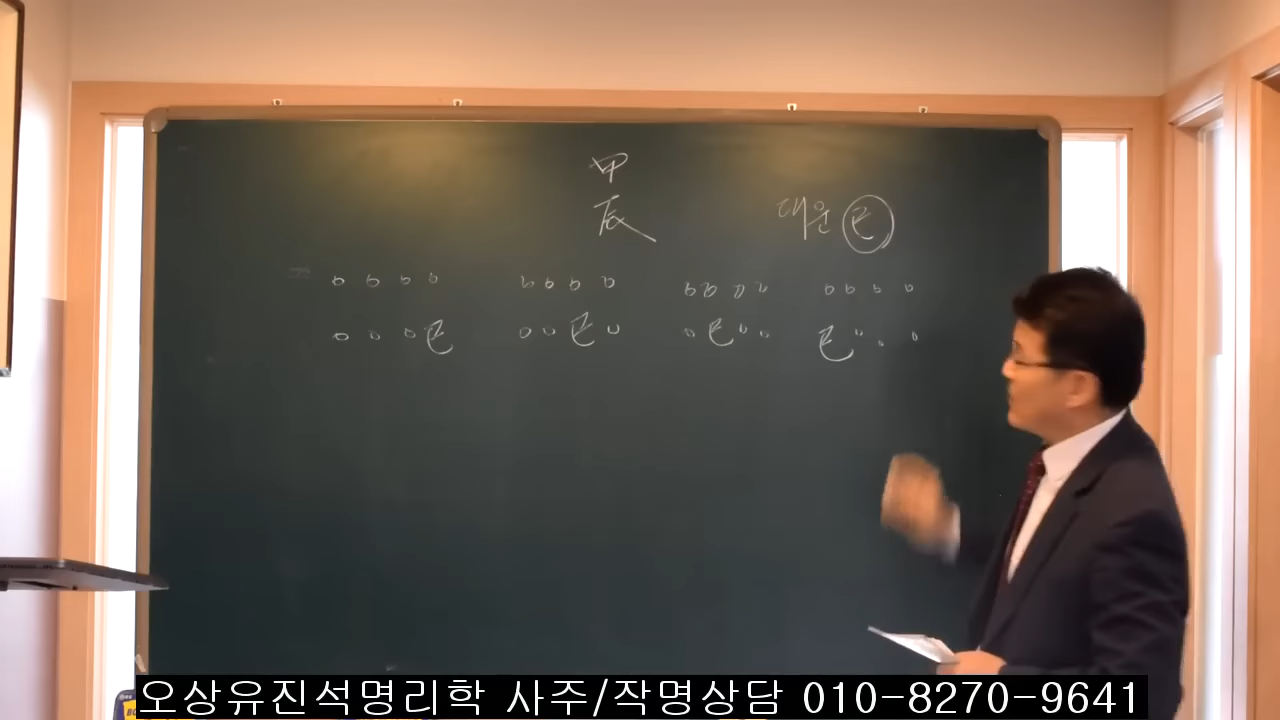 甲
辰
대운 巳
o o o o o o o o o o o o o o o o
o o o 巳 o o 巳 o o 巳 o o 巳 o o o
오상유진석명리학 사주/작명상담 010-8270-9641